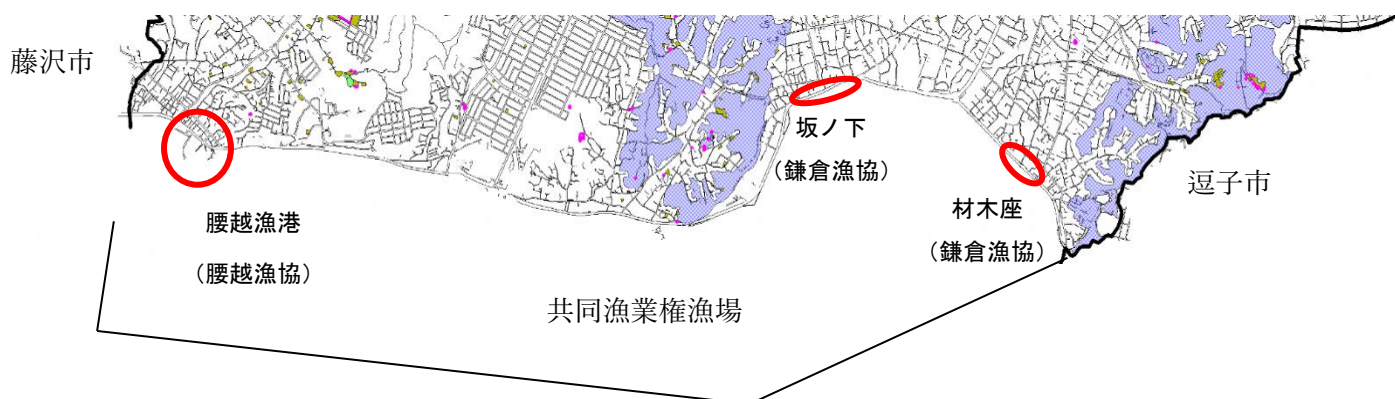 藤沢市
坂ノ下
（鎌倉漁協）
逗子市
材木座
（鎌倉漁協）
腰越漁港
（腰越漁協）
共同漁業権漁場